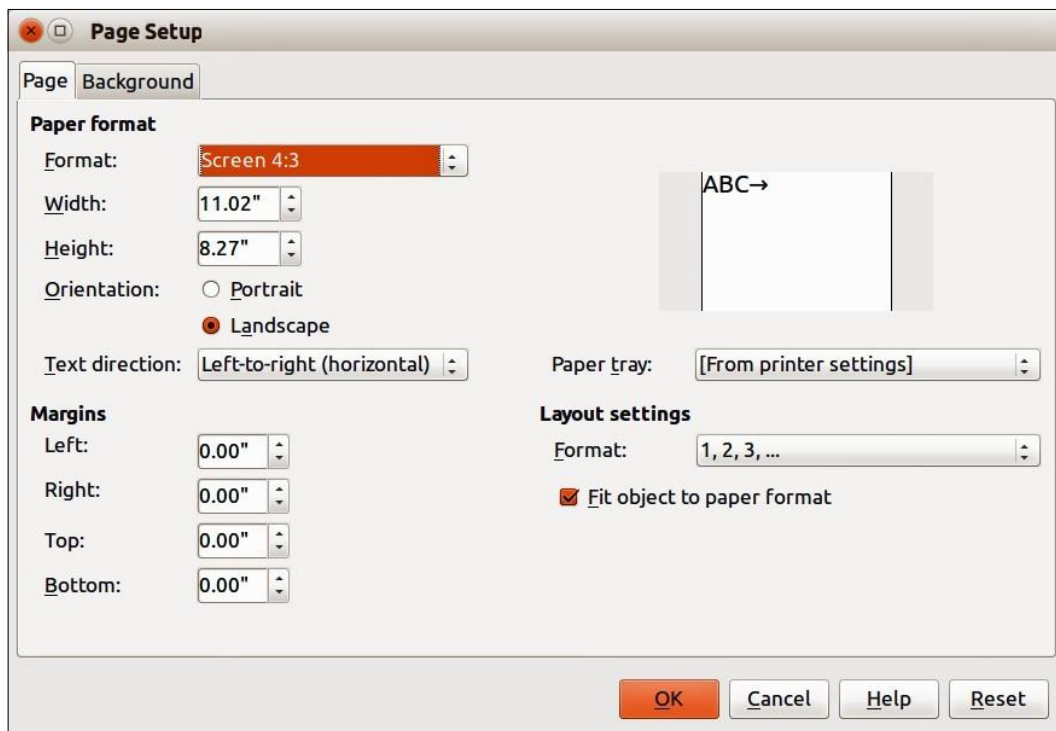 Page Setup
Page Background
Paper format
Format: Screen 4:3
Width: 11.02"
Height: 8.27"
Orientation: Portrait
Landscape
Text direction: Left-to-right (horizontal)
ABC→
Paper tray: [From printer settings]
Margins
Left: 0.00"
Right: 0.00"
Top: 0.00"
Bottom: 0.00"
Layout settings
Format: 1, 2, 3, ...
Fit object to paper format
OK Cancel Help Reset